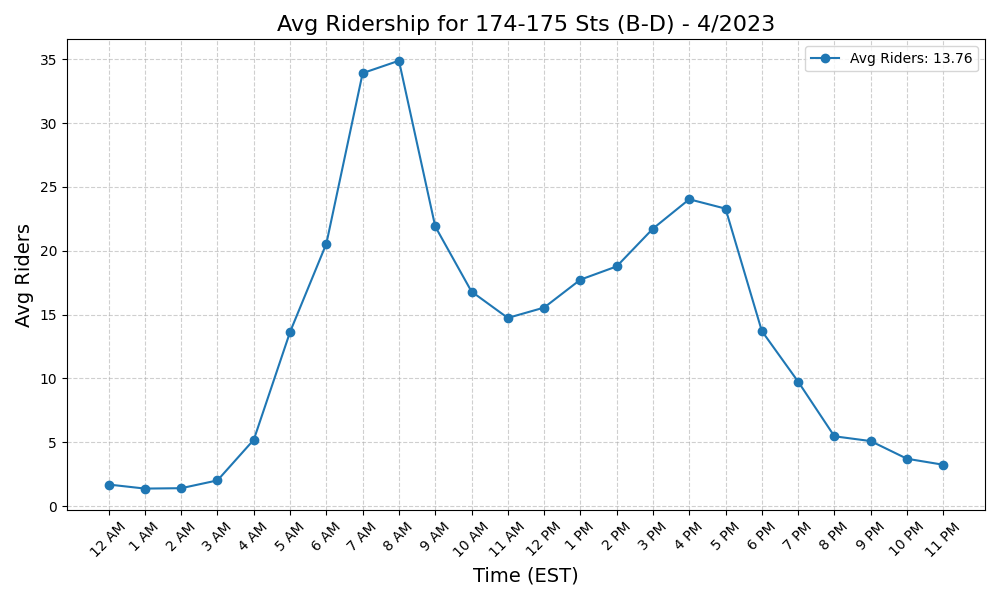 Avg Ridership for 174-175 Sts (B-D) - 4/2023
Avg Riders: 13.76
Avg Riders
35
30
25
20
15
10
5
0
12 AM
1 AM
2 AM
3 AM
4 AM
5 AM
6 AM
7 AM
8 AM
9 AM
10 AM
11 AM
12 PM
1 PM
2 PM
3 PM
4 PM
5 PM
6 PM
7 PM
8 PM
9 PM
10 PM
11 PM
Time (EST)